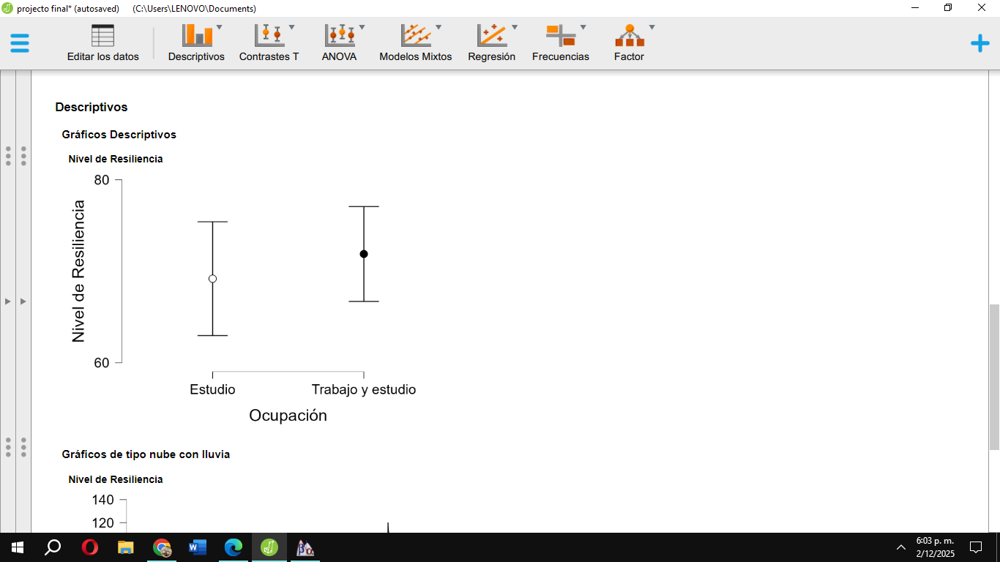 projecto final* (autosaved) (C:\Users\LENOVO\Documents)
Editar los datos Descriptivos Contrastes T ANOVA Modelos Mixtos Regresión Frecuencias Factor
Descriptivos
Gráficos Descriptivos
Nivel de Resiliencia
80
Nivel de Resiliencia
60
Estudio Trabajo y estudio
Ocupación
Gráficos de tipo nube con lluvia
Nivel de Resiliencia
140
120
6:03 p. m.
2/12/2025